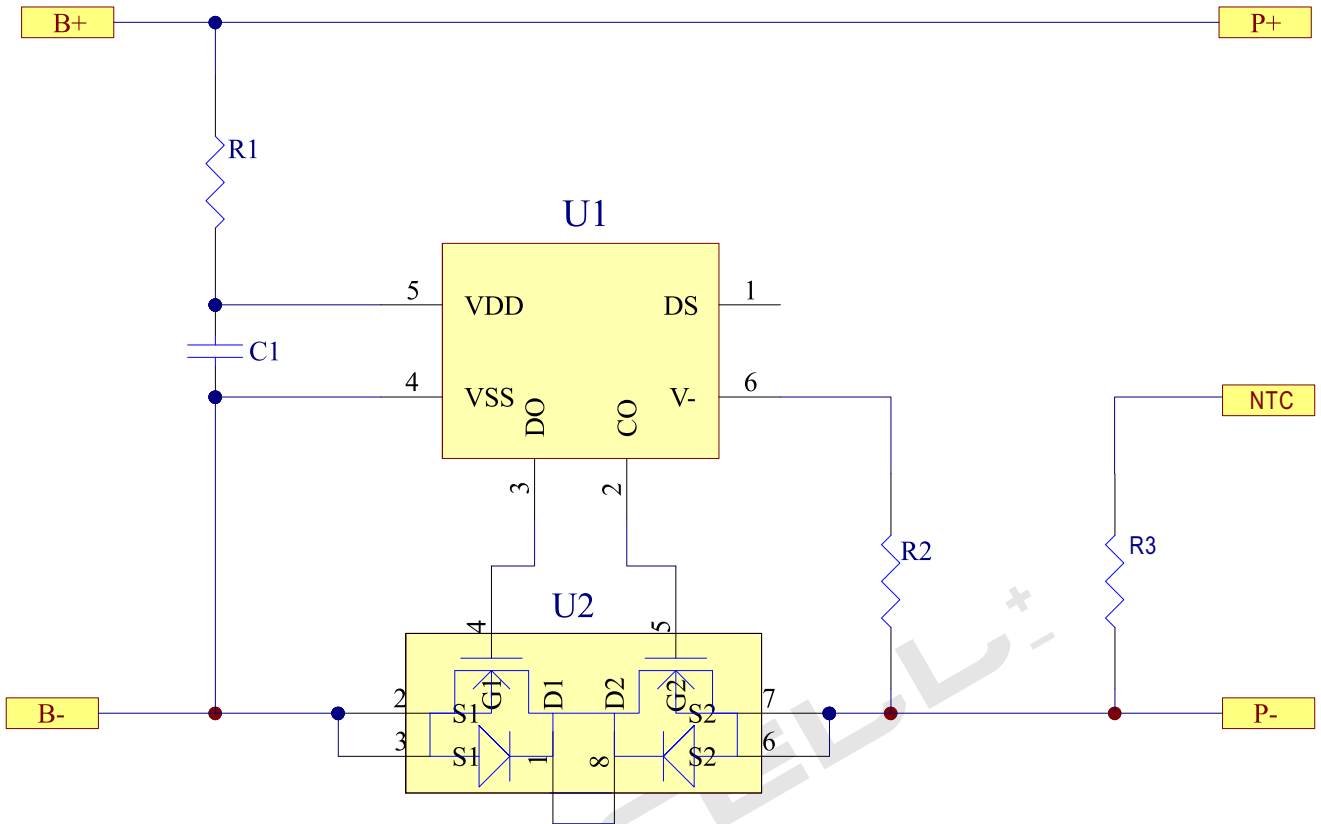 B+
P+
R1
U1
5
VDD
DS
1
C1
4
VSS
V-
6
DO
CO
NTC
3
2
R2
R3
U2
4
5
B-
2
S1
G1
D1
D2
G2
S2
7
P-
3
S1
1
8
S2
6
ELL
+
-